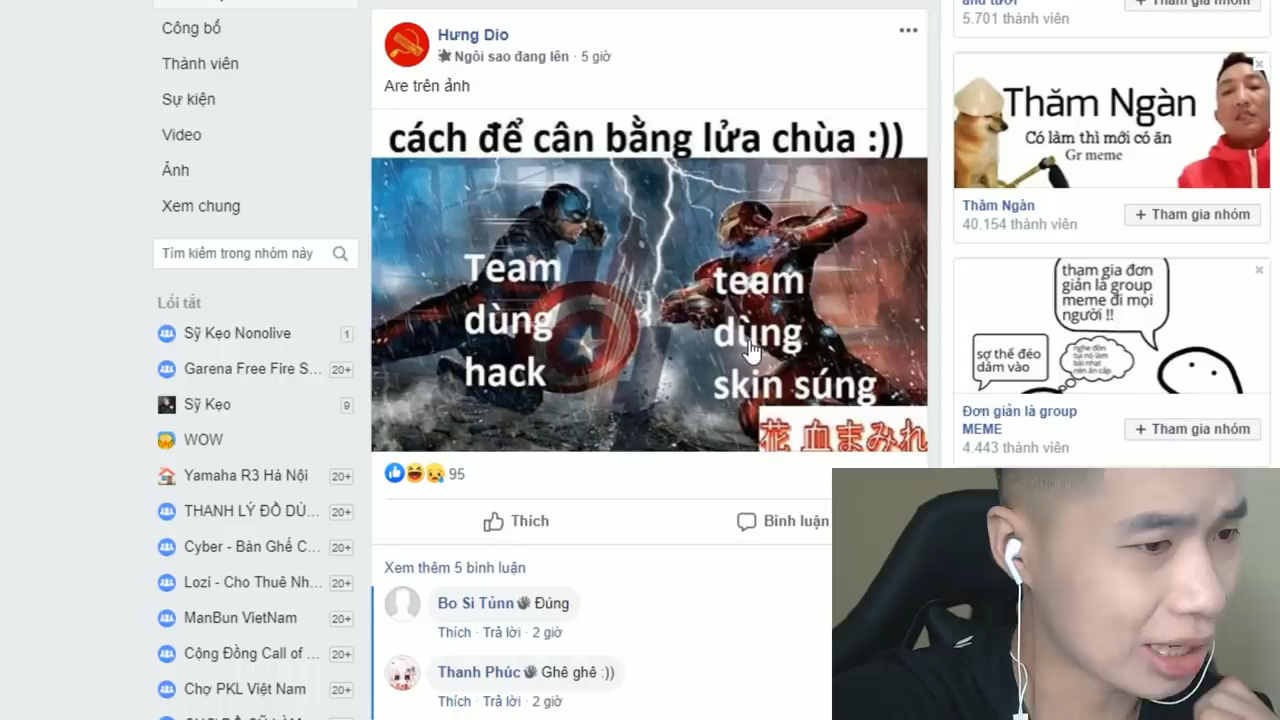 Công bố
Thành viên
Sự kiện
Video
Ảnh
Xem chung
Tìm kiếm trong nhóm này
Lối tắt
Sỹ Kẹo Nonolive
1
Garena Free Fire S...
20+
Sỹ Kẹo
9
WOW
Yamaha R3 Hà Nội
20+
THANH LÝ ĐỒ DÙ...
20+
Cyber - Bàn Ghế C...
20+
Lozi - Cho Thuê Nh...
20+
ManBun VietNam
20+
Cộng Đồng Call of ...
20+
Chợ PKL Việt Nam
20+
Hưng Dio
Ngôi sao đang lên · 5 giờ
Are trên ảnh
cách để cân bằng lửa chùa :))
Team
dùng
hack
team
dùng
skin súng
花 血まみれ
95
Thích
Bình luận
Xem thêm 5 bình luận
Bo Si Tủnn Đúng
Thích · Trả lời · 2 giờ
Thanh Phúc Ghê ghê :))
Thích · Trả lời · 2 giờ
5.701 thành viên
+ Tham gia nhóm
Thăm Ngàn
Có làm thì mới có ăn
Gr meme
Thăm Ngàn
40.154 thành viên
+ Tham gia nhóm
tham gia đơn
giản là group
meme đi mọi
người !!
sợ thế đéo
dám vào
Đơn giản là group
MEME
4.443 thành viên
+ Tham gia nhóm